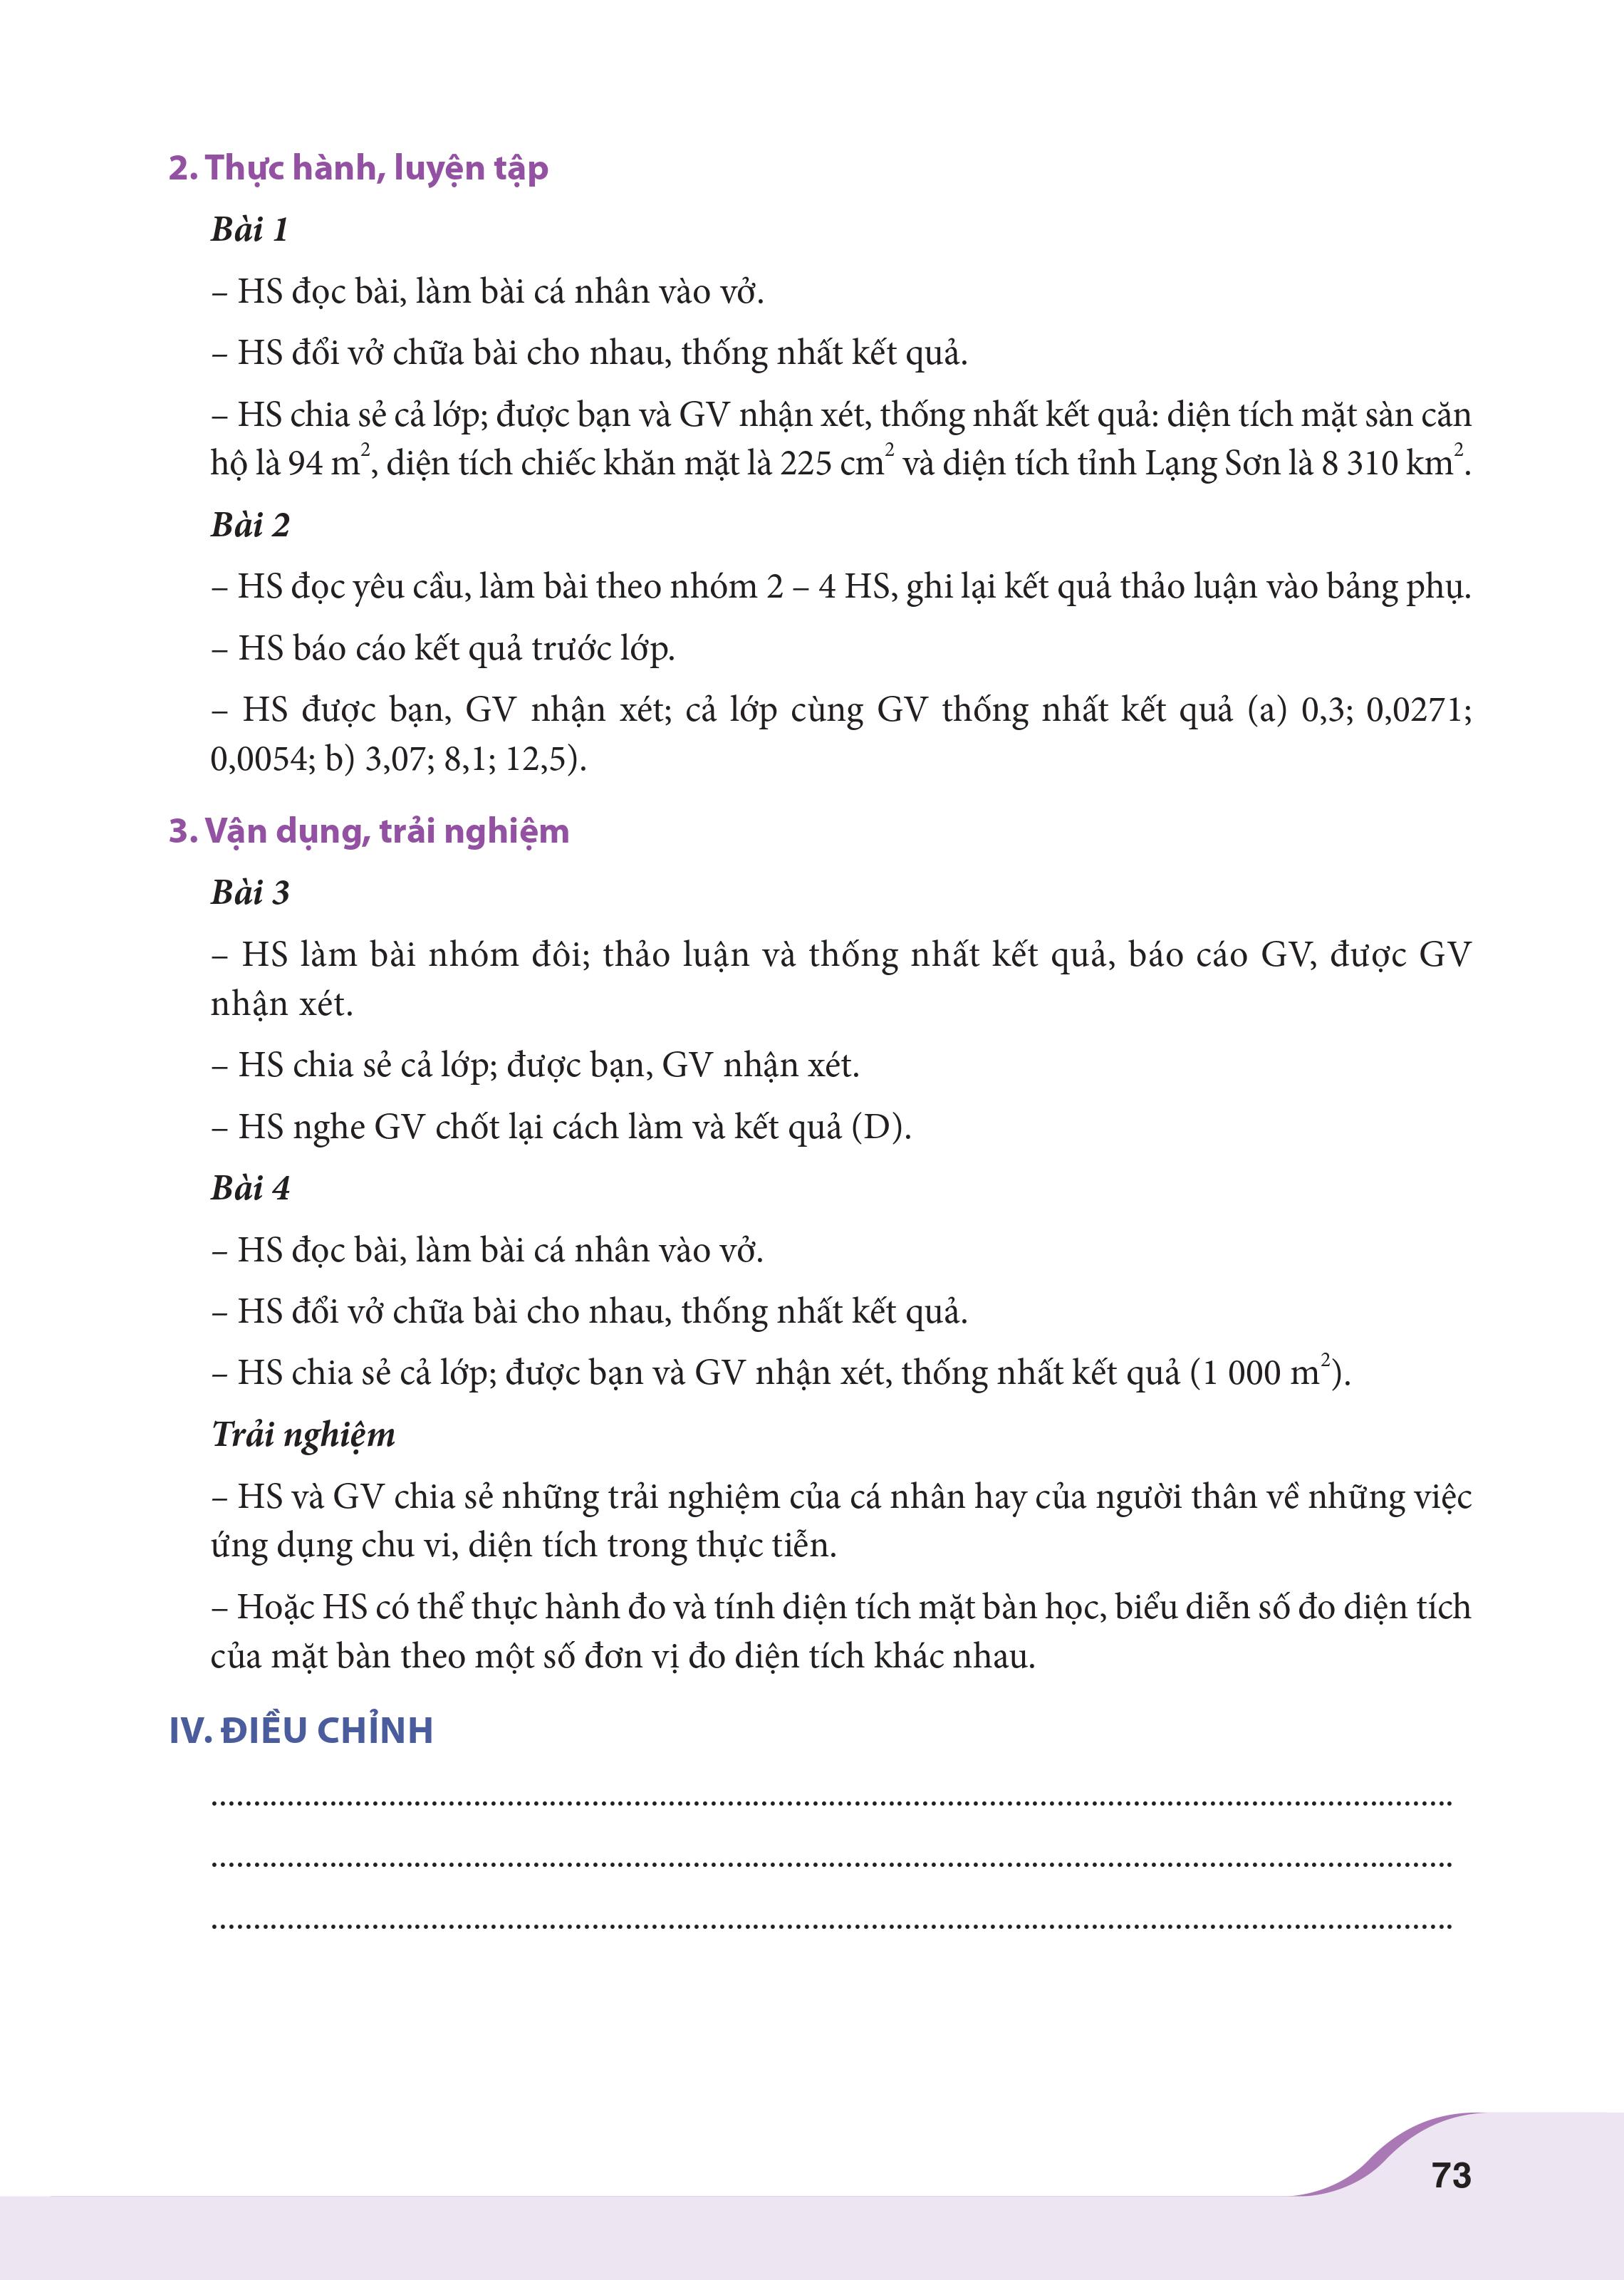 2. Thực hành, luyện tập
Bài 1
– HS đọc bài, làm bài cá nhân vào vở.
– HS đổi vở chữa bài cho nhau, thống nhất kết quả.
– HS chia sẻ cả lớp; được bạn và GV nhận xét, thống nhất kết quả: diện tích mặt sàn căn
hộ là 94 m², diện tích chiếc khăn mặt là 225 cm² và diện tích tỉnh Lạng Sơn là 8 310 km².
Bài 2
– HS đọc yêu cầu, làm bài theo nhóm 2 – 4 HS, ghi lại kết quả thảo luận vào bảng phụ.
– HS báo cáo kết quả trước lớp.
– HS được bạn, GV nhận xét; cả lớp cùng GV thống nhất kết quả (a) 0,3; 0,0271;
0,0054; b) 3,07; 8,1; 12,5).
3. Vận dụng, trải nghiệm
Bài 3
– HS làm bài nhóm đôi; thảo luận và thống nhất kết quả, báo cáo GV, được GV
nhận xét.
– HS chia sẻ cả lớp; được bạn, GV nhận xét.
– HS nghe GV chốt lại cách làm và kết quả (D).
Bài 4
– HS đọc bài, làm bài cá nhân vào vở.
– HS đổi vở chữa bài cho nhau, thống nhất kết quả.
– HS chia sẻ cả lớp; được bạn và GV nhận xét, thống nhất kết quả (1 000 m²).
Trải nghiệm
– HS và GV chia sẻ những trải nghiệm của cá nhân hay của người thân về những việc
ứng dụng chu vi, diện tích trong thực tiễn.
– Hoặc HS có thể thực hành đo và tính diện tích mặt bàn học, biểu diễn số đo diện tích
của mặt bàn theo một số đơn vị đo diện tích khác nhau.
IV. ĐIỀU CHỈNH
73